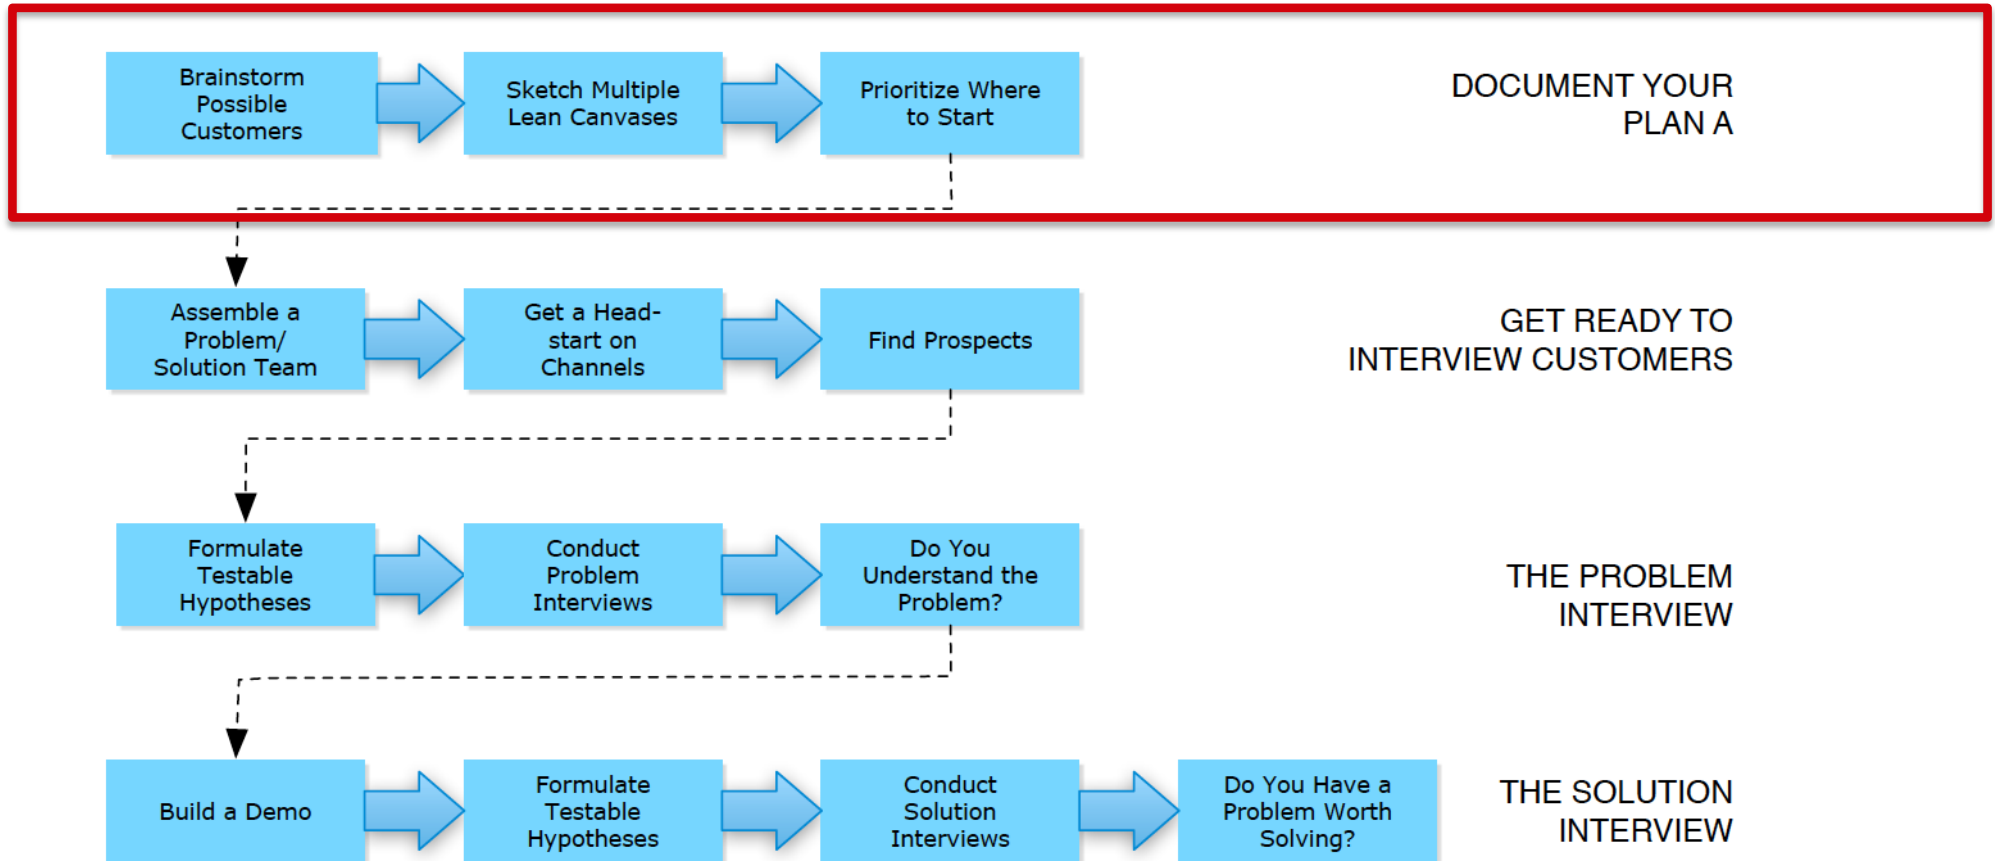 Brainstorm
Possible
Customers
Sketch Multiple
Lean Canvases
Prioritize Where
to Start
DOCUMENT YOUR
PLAN A
Assemble a
Problem/
Solution Team
Get a Head-
start on
Channels
Find Prospects
GET READY TO
INTERVIEW CUSTOMERS
Formulate
Testable
Hypotheses
Conduct
Problem
Interviews
Do You
Understand the
Problem?
THE PROBLEM
INTERVIEW
Build a Demo
Formulate
Testable
Hypotheses
Conduct
Solution
Interviews
Do You Have a
Problem Worth
Solving?
THE SOLUTION
INTERVIEW